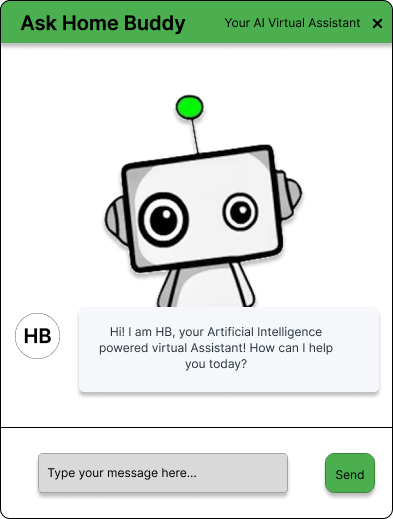 Ask Home Buddy Your AI Virtual Assistant ×
HB
Hi! I am HB, your Artificial Intelligence
powered virtual Assistant! How can I help
you today?
Type your message here...
Send